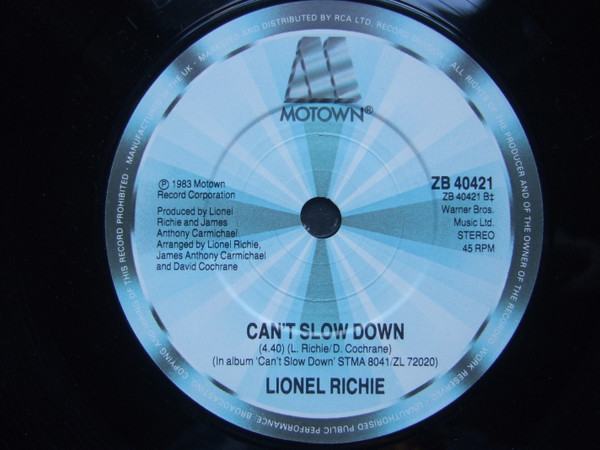 MOTOWN®
℗ 1983 Motown
Record Corporation
Produced by Lionel
Richie and James
Anthony Carmichael
Arranged by Lionel Richie,
James Anthony Carmichael
and David Cochrane
ZB 40421
ZB 40421 B‡
Warner Bros.
Music Ltd.
STEREO
45 RPM
CAN'T SLOW DOWN
(4.40) (L. Richie/D. Cochrane)
(In album 'Can't Slow Down' STMA 8041/ZL 72020)
LIONEL RICHIE
THE UK - MARKETED AND DISTRIBUTED BY RCA LTD. RECORD DIVISION - ALL RIGHTS OF THE PRODUCER AND OF THE OWNER OF THE RECORDED WORK RESERVED. UNAUTHORISED PUBLIC PERFORMANCE, BROADCASTING AND COPYING OF THIS RECORD PROHIBITED - MANUFACTURED